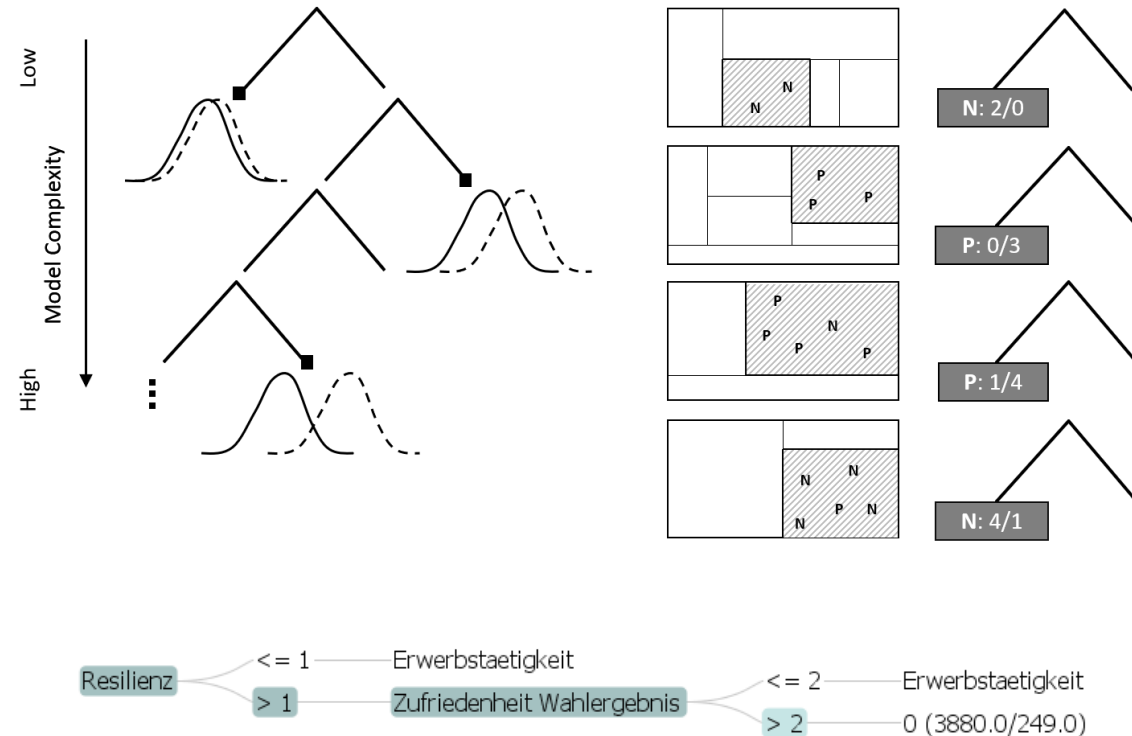 Low
Model Complexity
High
N
N
N: 2/0
P
P
P
P: 0/3
P
N
P
P
P
P: 1/4
N
N
P
N
N
N: 4/1
Resilienz
<= 1
Erwerbstaetigkeit
> 1
Zufriedenheit Wahlergebnis
<= 2
Erwerbstaetigkeit
> 2
0 (3880.0/249.0)